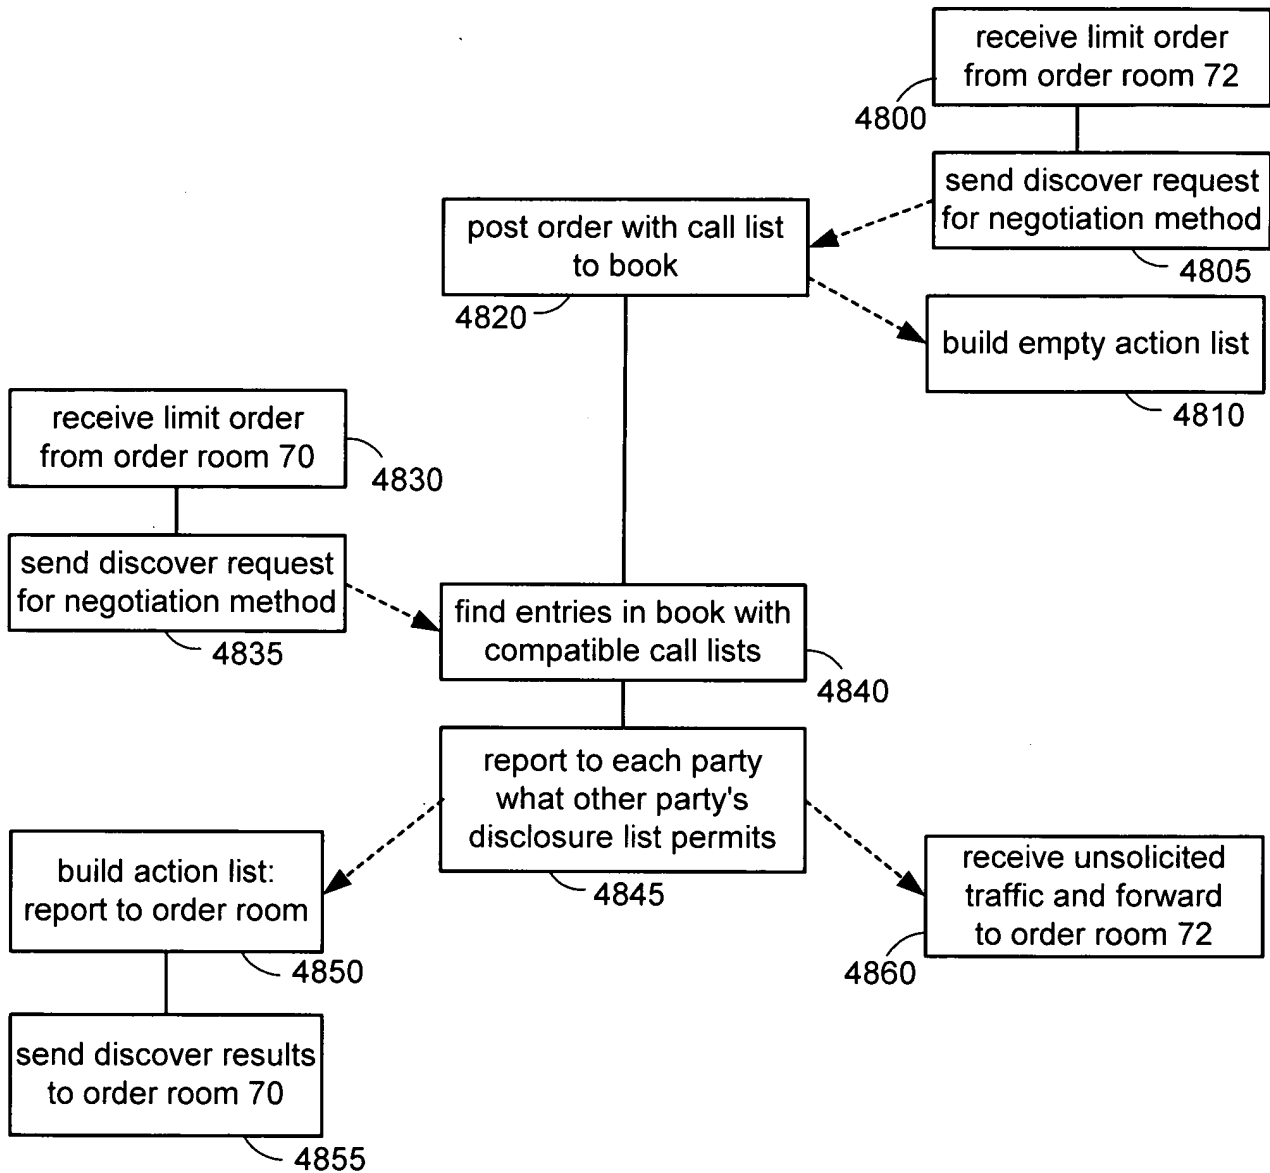 receive limit order
from order room 72
4800
send discover request
for negotiation method
4805
post order with call list
to book
4820
build empty action list
4810
receive limit order
from order room 70
4830
send discover request
for negotiation method
4835
find entries in book with
compatible call lists
4840
report to each party
what other party's
disclosure list permits
4845
build action list:
report to order room
4850
receive unsolicited
traffic and forward
to order room 72
4860
send discover results
to order room 70
4855